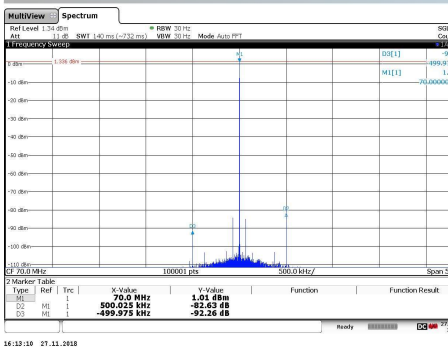 MultiView Spectrum
Ref Level 1.34 dBm RBW 30 Hz SGL
Att 11 dB SWT 140 ms (~732 ms) VBW 30 Hz Mode Auto FFT
1 Frequency Sweep
M1 D3[1]
0 dBm 1.336 dBm
M1[1]
-10 dBm 70.00000
-20 dBm
-30 dBm
-40 dBm
-50 dBm
-60 dBm
-70 dBm
-80 dBm
-90 dBm
-100 dBm
-110 dBm
CF 70.0 MHz 100001 pts 500.0 kHz/ Span
2 Marker Table
Type Ref Trc X-Value Y-Value Function Function Result
M1 1 70.0 MHz 1.01 dBm
D2 M1 1 500.025 kHz -82.63 dB
D3 M1 1 -499.975 kHz -92.26 dB
Ready
16:13:10 27.11.2018